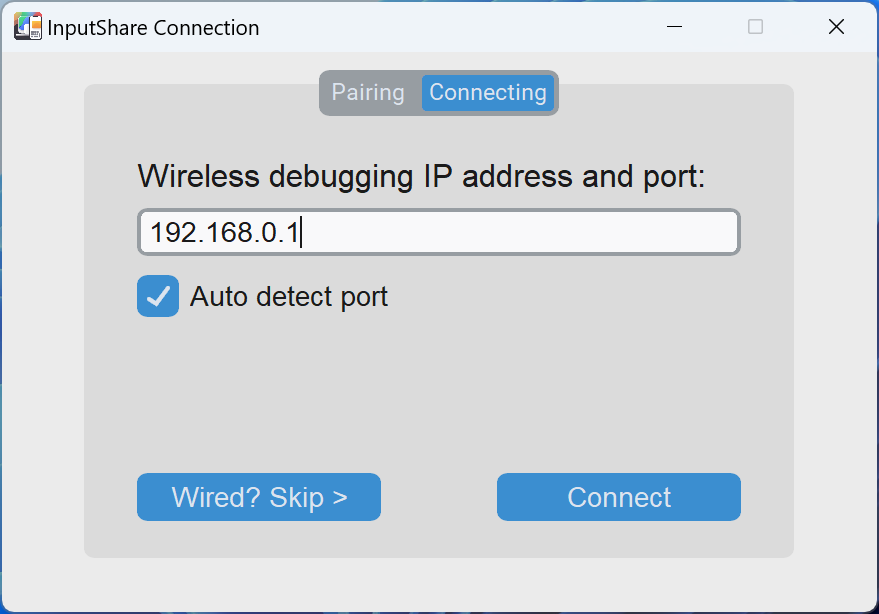 InputShare Connection
Pairing Connecting
Wireless debugging IP address and port:
192.168.0.1
Auto detect port
Wired? Skip > Connect